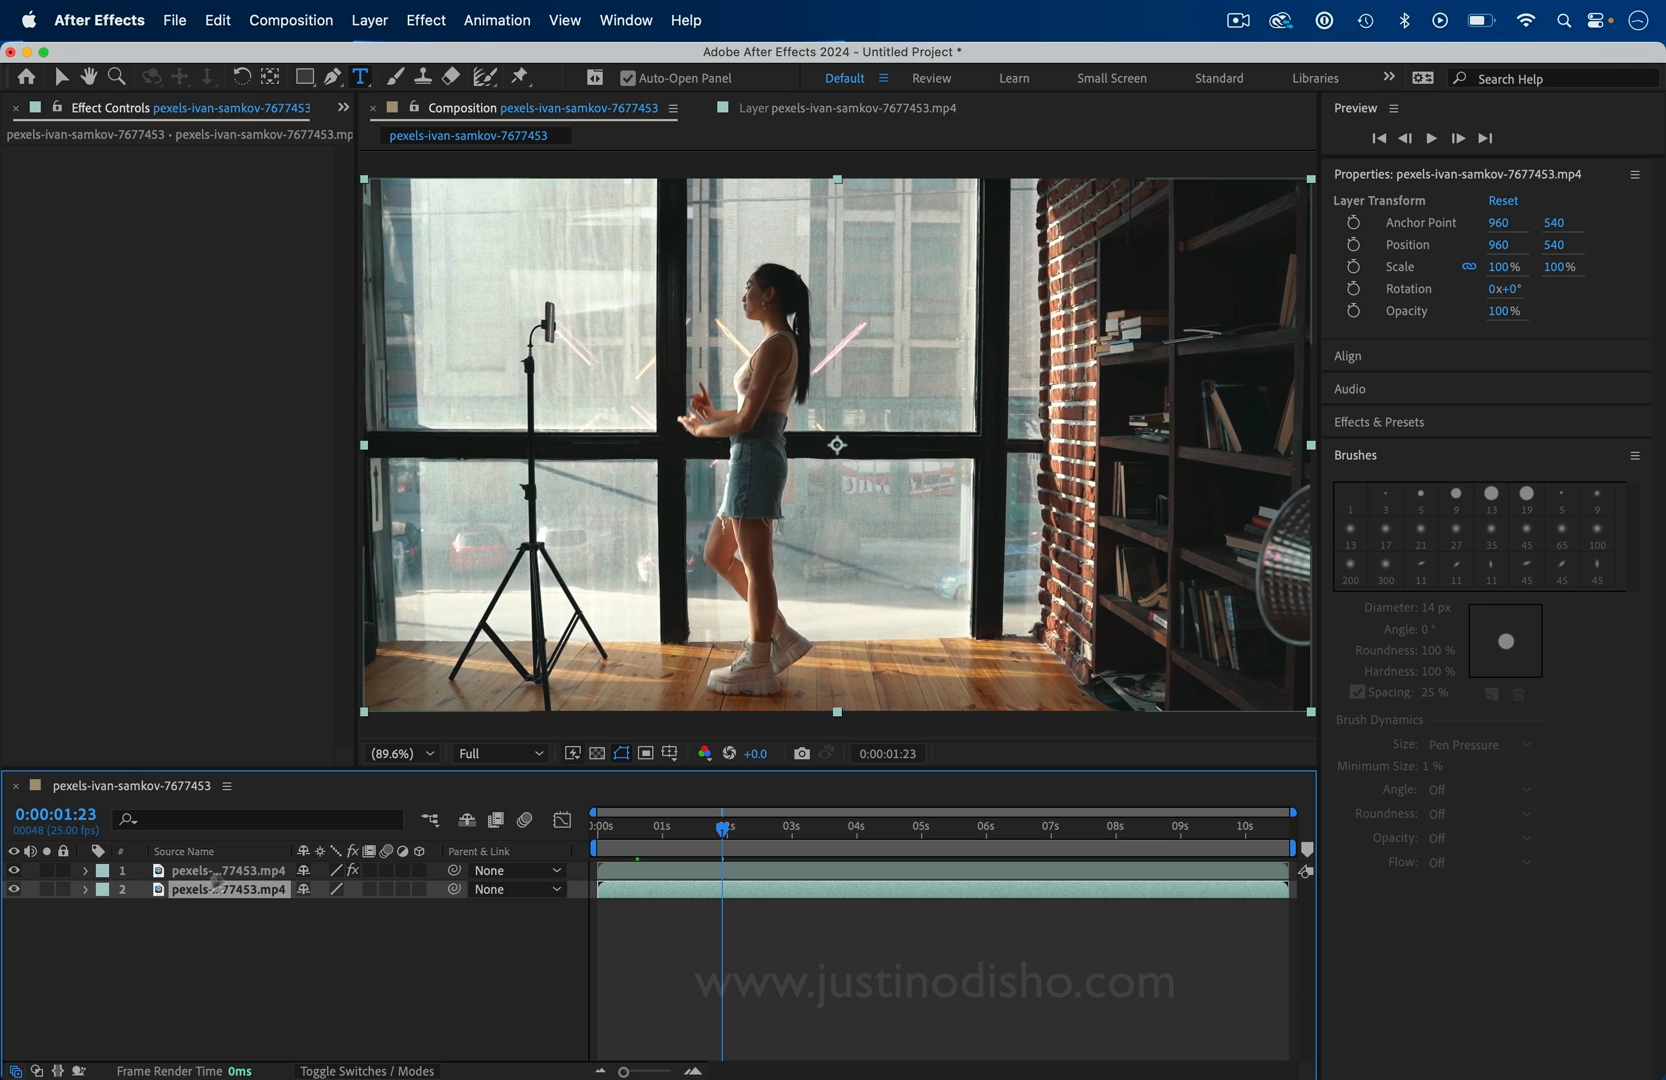 After Effects File Edit Composition Layer Effect Animation View Window Help
Adobe After Effects 2024 - Untitled Project *
Auto-Open Panel Default Review Learn Small Screen Standard Libraries Search Help
Effect Controls pexels-ivan-samkov-7677453
pexels-ivan-samkov-7677453 • pexels-ivan-samkov-7677453.mp
Composition pexels-ivan-samkov-7677453
Layer pexels-ivan-samkov-7677453.mp4
pexels-ivan-samkov-7677453
Preview
Properties: pexels-ivan-samkov-7677453.mp4
Layer Transform Reset
Anchor Point 960 540
Position 960 540
Scale 100% 100%
Rotation 0x+0°
Opacity 100%
Align
Audio
Effects & Presets
Brushes
1 3 5 9 13 19 5 9
13 17 21 27 35 45 65 100
200 300 11 11 11 45 45 45
Diameter: 14 px
Angle: 0 °
Roundness: 100 %
Hardness: 100 %
Spacing: 25 %
Brush Dynamics
Size: Pen Pressure
Minimum Size: 1 %
Angle: Off
Roundness: Off
Opacity: Off
Flow: Off
(89.6%) Full +0.0 0:00:01:23
pexels-ivan-samkov-7677453
0:00:01:23
00048 (25.00 fps)
):00s 01s 02s 03s 04s 05s 06s 07s 08s 09s 10s
# Source Name fx Parent & Link
1 pexels-...77453.mp4 fx None
2 pexels-...77453.mp4 None
www.justinodisho.com
Frame Render Time 0ms Toggle Switches / Modes